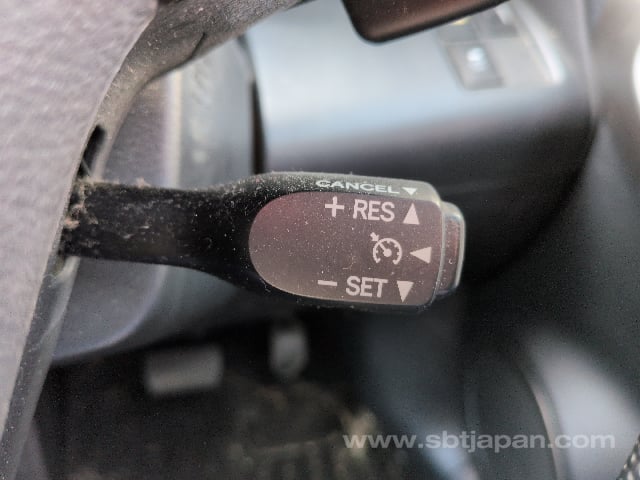 CANCEL ▼
+ RES ▲
◀
− SET ▼
www.sbtjapan.com